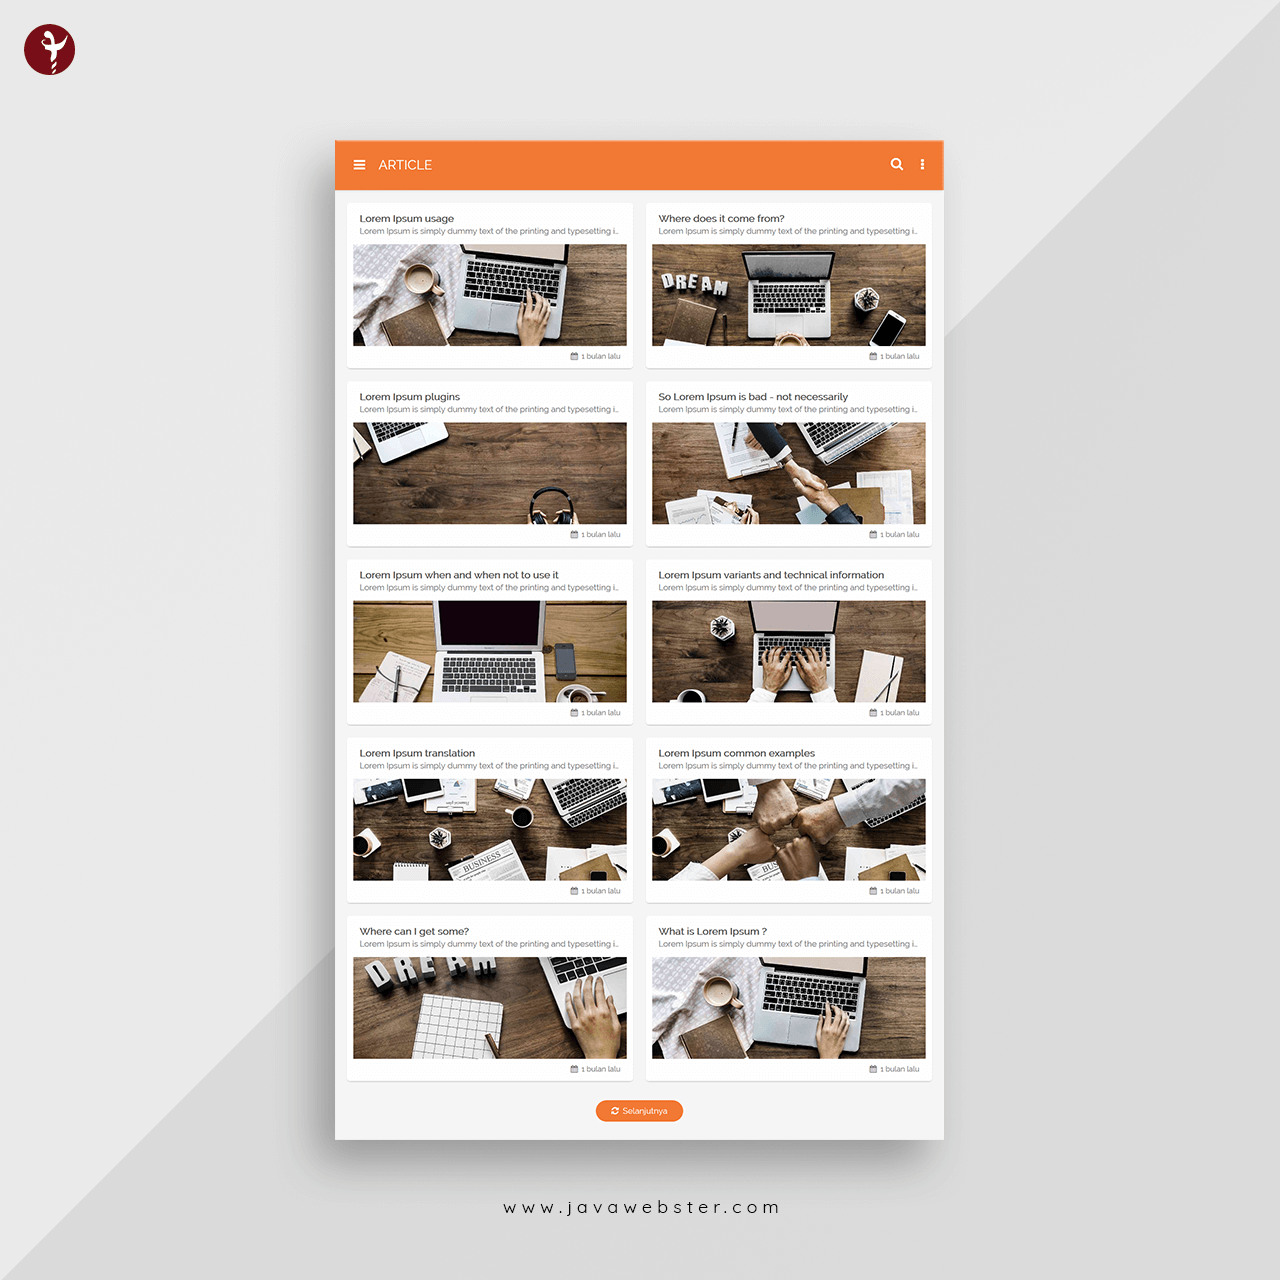 ARTICLE
Lorem Ipsum usage
Lorem Ipsum is simply dummy text of the printing and typesetting i...
1 bulan lalu
Where does it come from?
Lorem Ipsum is simply dummy text of the printing and typesetting i...
DREAM
1 bulan lalu
Lorem Ipsum plugins
Lorem Ipsum is simply dummy text of the printing and typesetting i...
1 bulan lalu
So Lorem Ipsum is bad - not necessarily
Lorem Ipsum is simply dummy text of the printing and typesetting i...
1 bulan lalu
Lorem Ipsum when and when not to use it
Lorem Ipsum is simply dummy text of the printing and typesetting i...
1 bulan lalu
Lorem Ipsum variants and technical information
Lorem Ipsum is simply dummy text of the printing and typesetting i...
1 bulan lalu
Lorem Ipsum translation
Lorem Ipsum is simply dummy text of the printing and typesetting i...
BUSINESS
1 bulan lalu
Lorem Ipsum common examples
Lorem Ipsum is simply dummy text of the printing and typesetting i...
1 bulan lalu
Where can I get some?
Lorem Ipsum is simply dummy text of the printing and typesetting i...
DREAM
1 bulan lalu
What is Lorem Ipsum ?
Lorem Ipsum is simply dummy text of the printing and typesetting i...
1 bulan lalu
Selanjutnya
www.javawebster.com